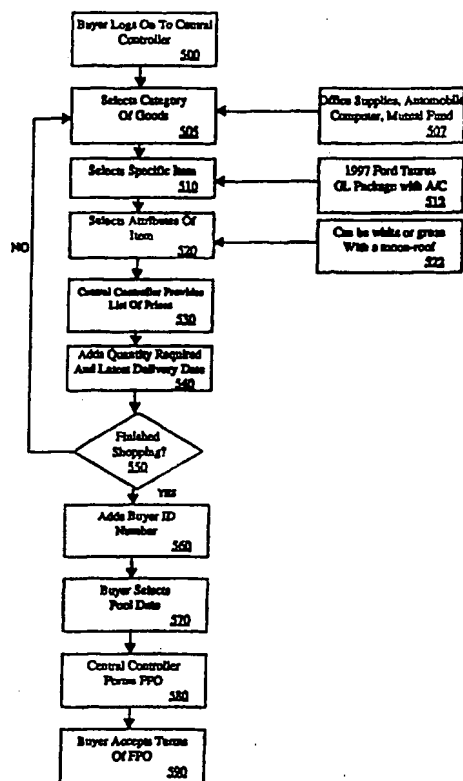 Buyer Logs On To Central
Controller
500
Selects Category
Of Goods
505
Office Supplies, Automobile
Computer, Mutual Fund
507
Selects Specific Item
510
1997 Ford Taurus
GL Package with A/C
512
Selects Attributes Of
Item
520
Can be white or green
With a moon-roof
522
NO
Central Controller Provides
List Of Prices
530
Adds Quantity Required
And Latest Delivery Date
540
Finished
Shopping?
550
YES
Adds Buyer ID
Number
560
Buyer Selects
Pool Date
570
Central Controller
Forms FPO
580
Buyer Accepts Terms
Of FPO
590